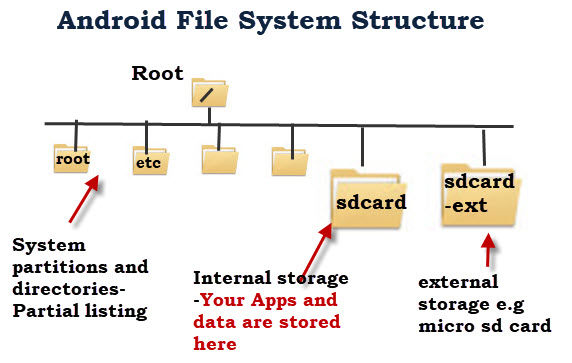 Android File System Structure
Root
/
root
etc
sdcard
sdcard
-ext
System
partitions and
directories-
Partial listing
Internal storage
-Your Apps and
data are stored
here
external
storage e.g
micro sd card